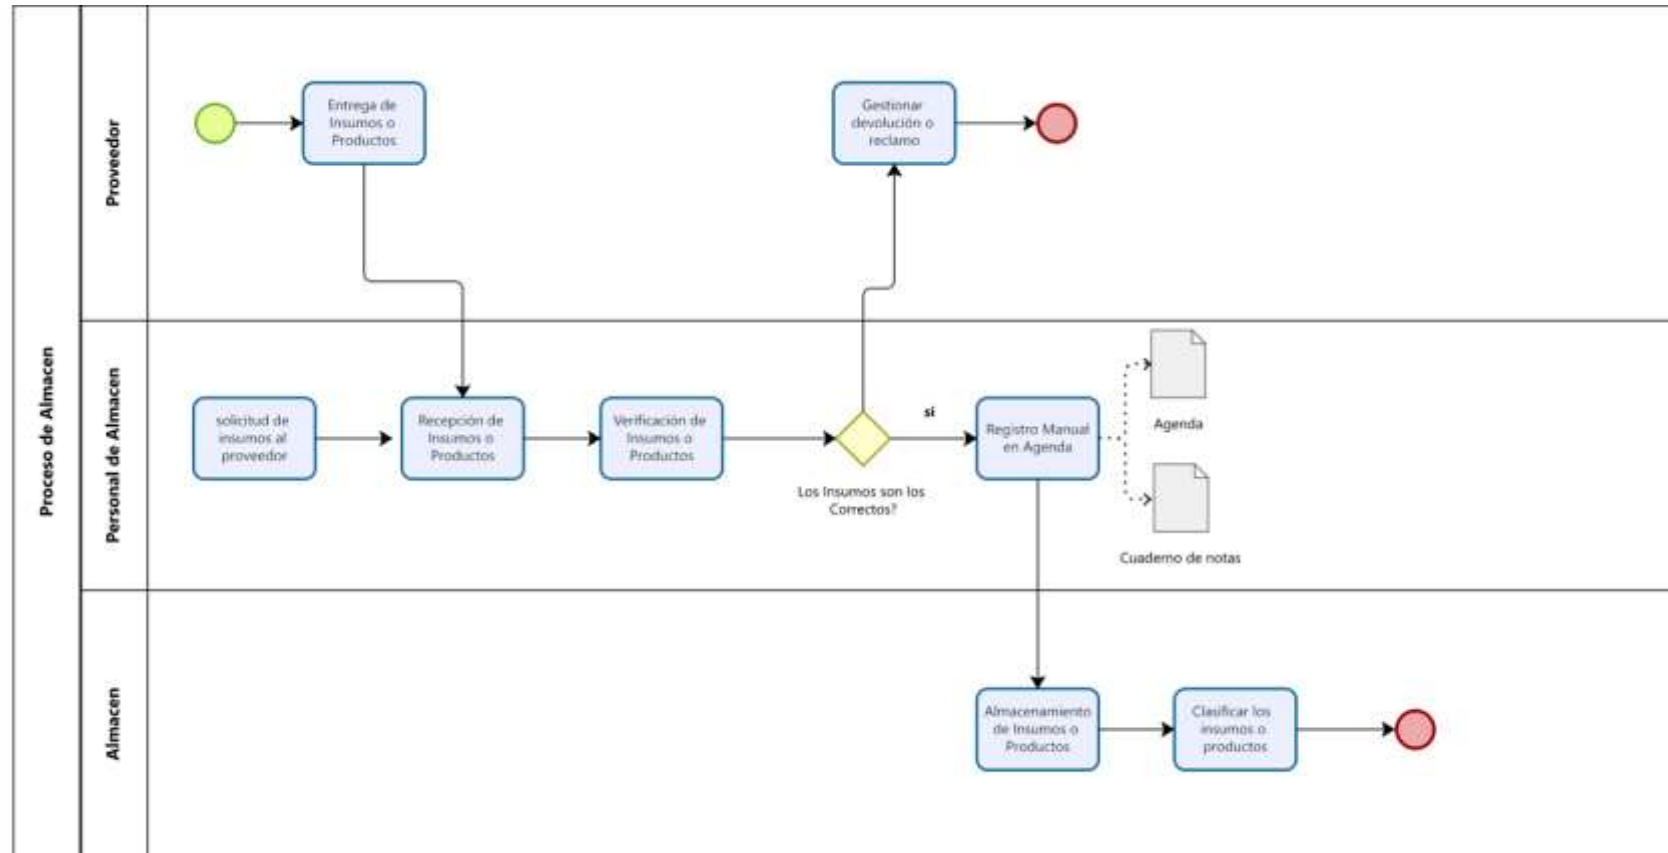 Proceso de Almacen
Proveedor
Entrega de
Insumos o
Productos
Gestionar
devolución o
reclamo
Personal de Almacen
solicitud de
insumos al
proveedor
Recepción de
Insumos o
Productos
Verificación de
Insumos o
Productos
Los Insumos son los
Correctos?
si
Registro Manual
en Agenda
Agenda
Cuaderno de notas
Almacen
Almacenamiento
de Insumos o
Productos
Clasificar los
insumos o
productos